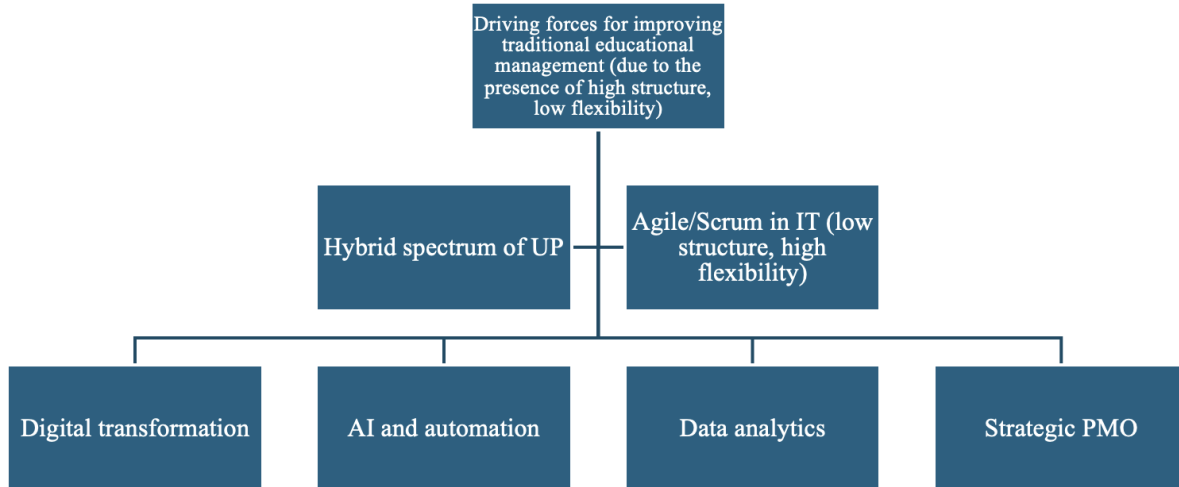 Driving forces for improving
traditional educational
management (due to the
presence of high structure,
low flexibility)
Hybrid spectrum of UP
Agile/Scrum in IT (low
structure, high
flexibility)
Digital transformation
AI and automation
Data analytics
Strategic PMO